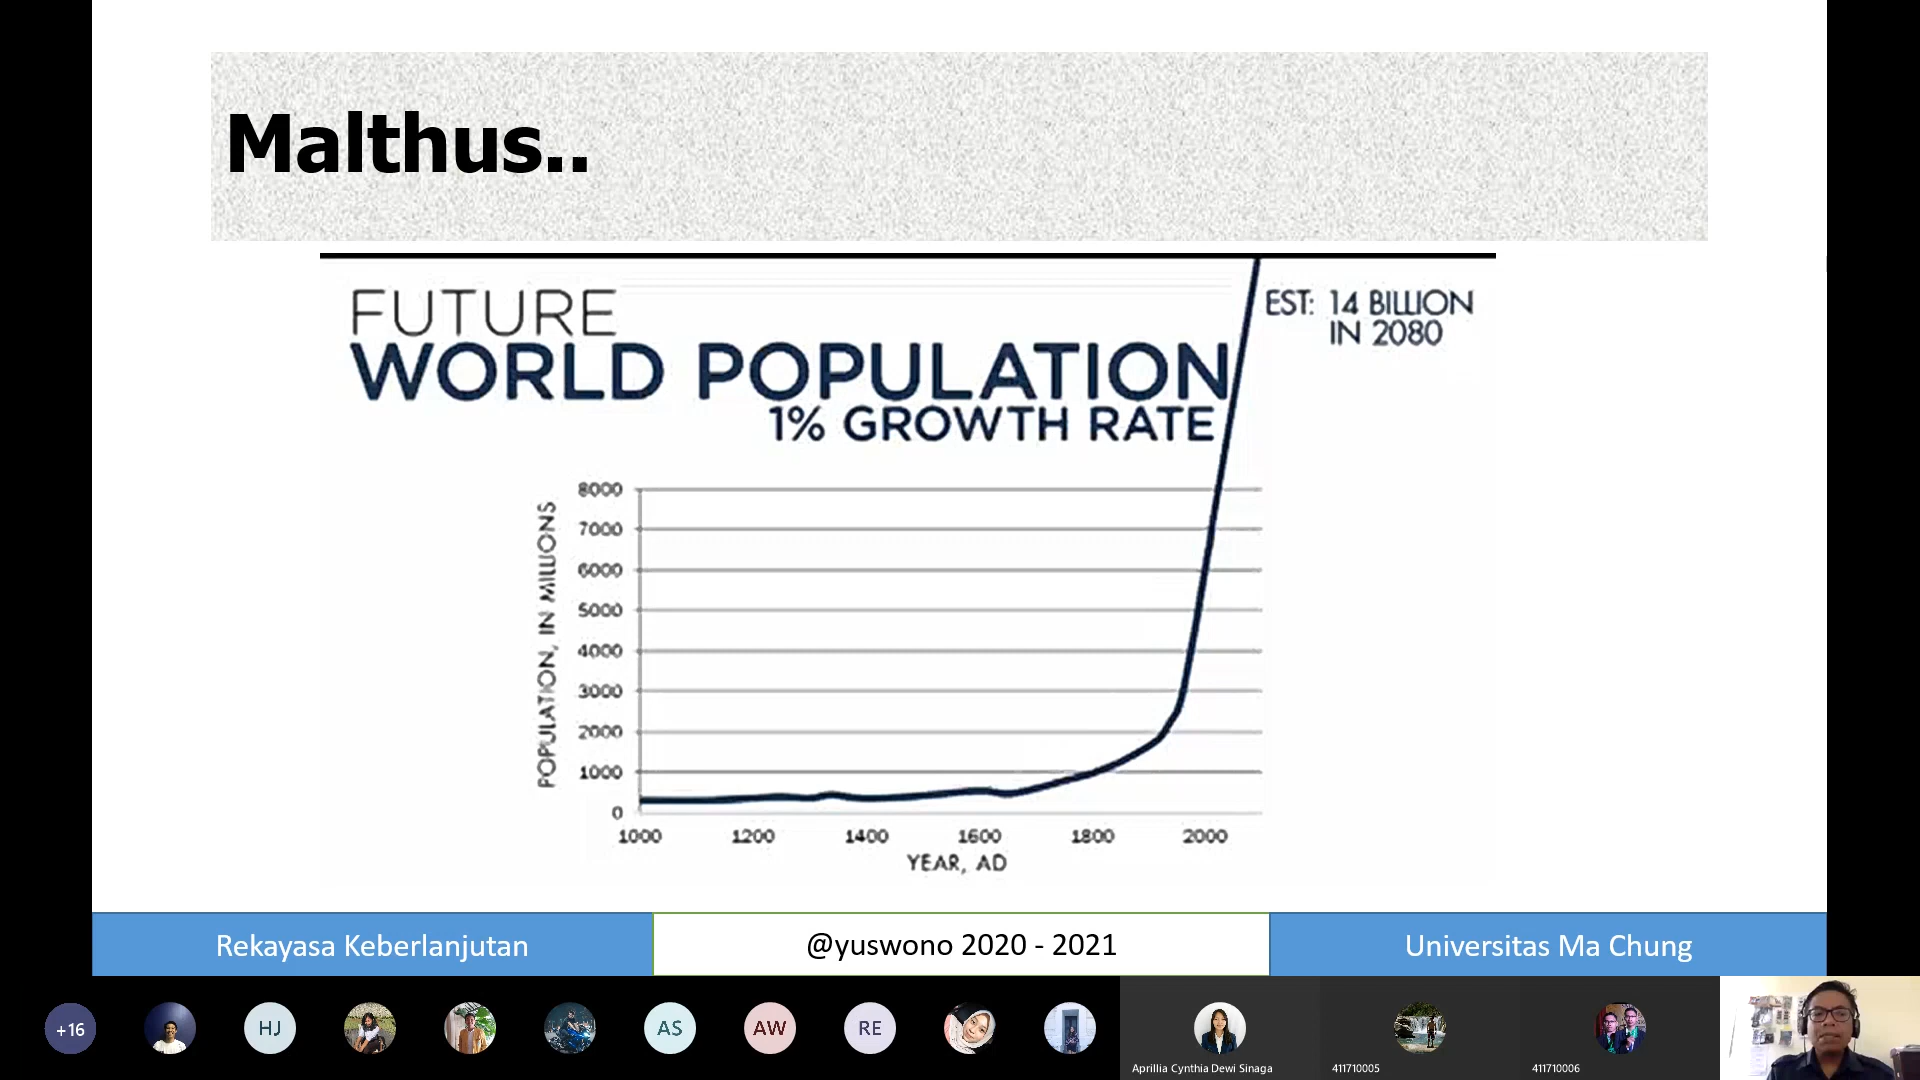 Malthus..
FUTURE
WORLD POPULATION
1% GROWTH RATE
EST: 14 BILLION
IN 2080
POPULATION, IN MILLIONS
8000
7000
6000
5000
4000
3000
2000
1000
0
1000 1200 1400 1600 1800 2000
YEAR, AD
Rekayasa Keberlanjutan
@yuswono 2020 - 2021
Universitas Ma Chung
+16
HJ
AS
AW
RE
Aprillia Cynthia Dewi Sinaga
411710005
411710006